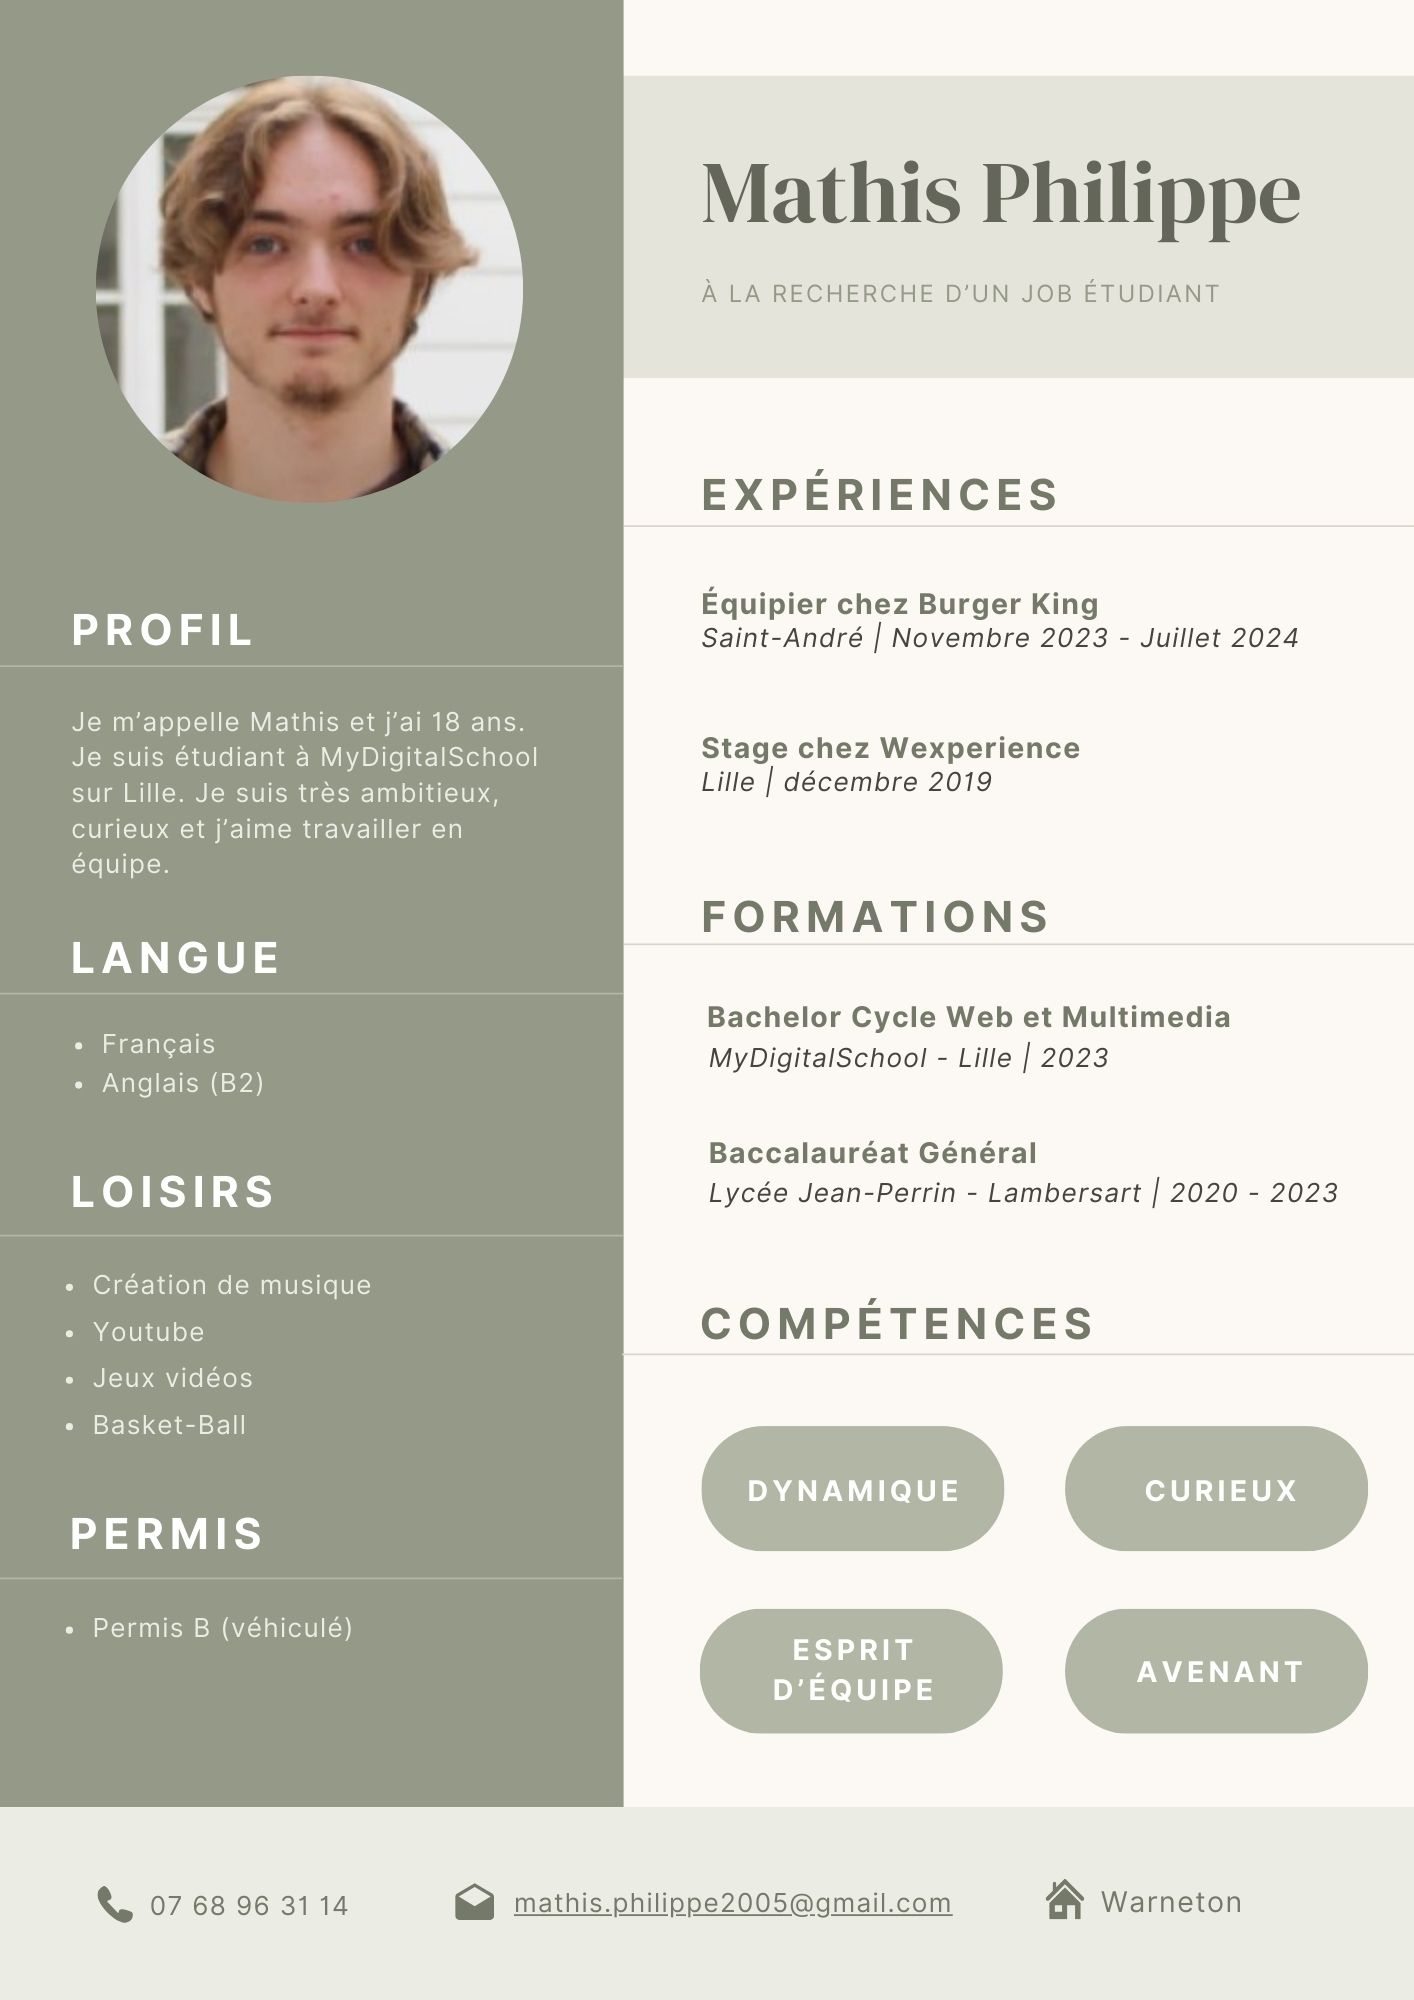 Mathis Philippe
À LA RECHERCHE D’UN JOB ÉTUDIANT
PROFIL
Je m’appelle Mathis et j’ai 18 ans.
Je suis étudiant à MyDigitalSchool
sur Lille. Je suis très ambitieux,
curieux et j’aime travailler en
équipe.
LANGUE
• Français
• Anglais (B2)
LOISIRS
• Création de musique
• Youtube
• Jeux vidéos
• Basket-Ball
PERMIS
• Permis B (véhiculé)
EXPÉRIENCES
Équipier chez Burger King
Saint-André | Novembre 2023 - Juillet 2024
Stage chez Wexperience
Lille | décembre 2019
FORMATIONS
Bachelor Cycle Web et Multimedia
MyDigitalSchool - Lille | 2023
Baccalauréat Général
Lycée Jean-Perrin - Lambersart | 2020 - 2023
COMPÉTENCES
DYNAMIQUE
CURIEUX
ESPRIT
D’ÉQUIPE
AVENANT
07 68 96 31 14
mathis.philippe2005@gmail.com
Warneton